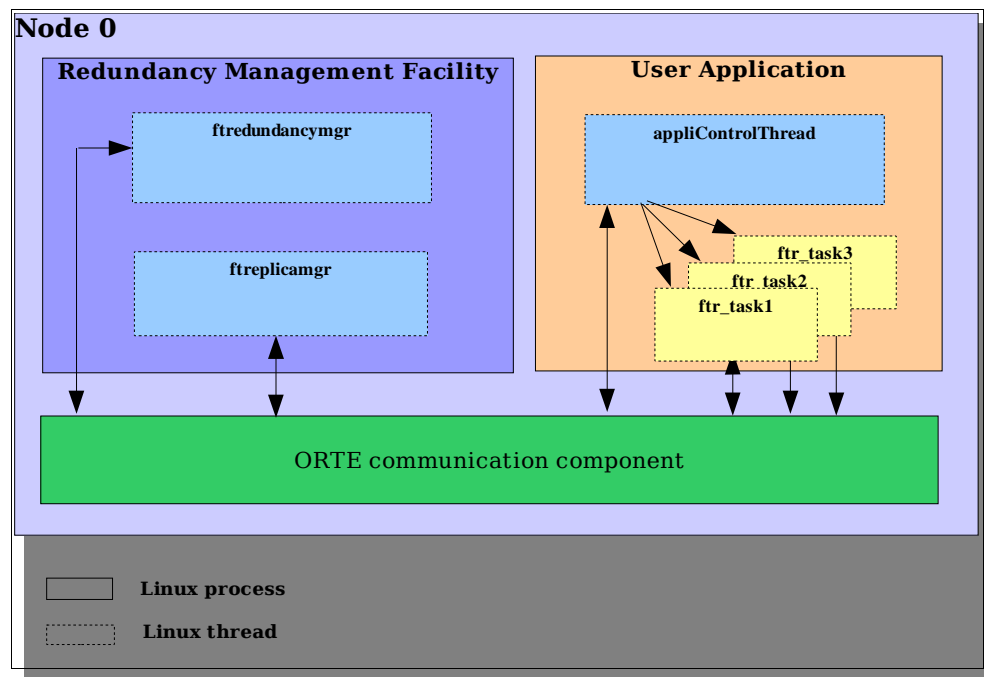 Node 0
Redundancy Management Facility
User Application
ftredundancymgr
appliControlThread
ftreplicamgr
ftr_task3
ftr_task2
ftr_task1
ORTE communication component
Linux process
Linux thread